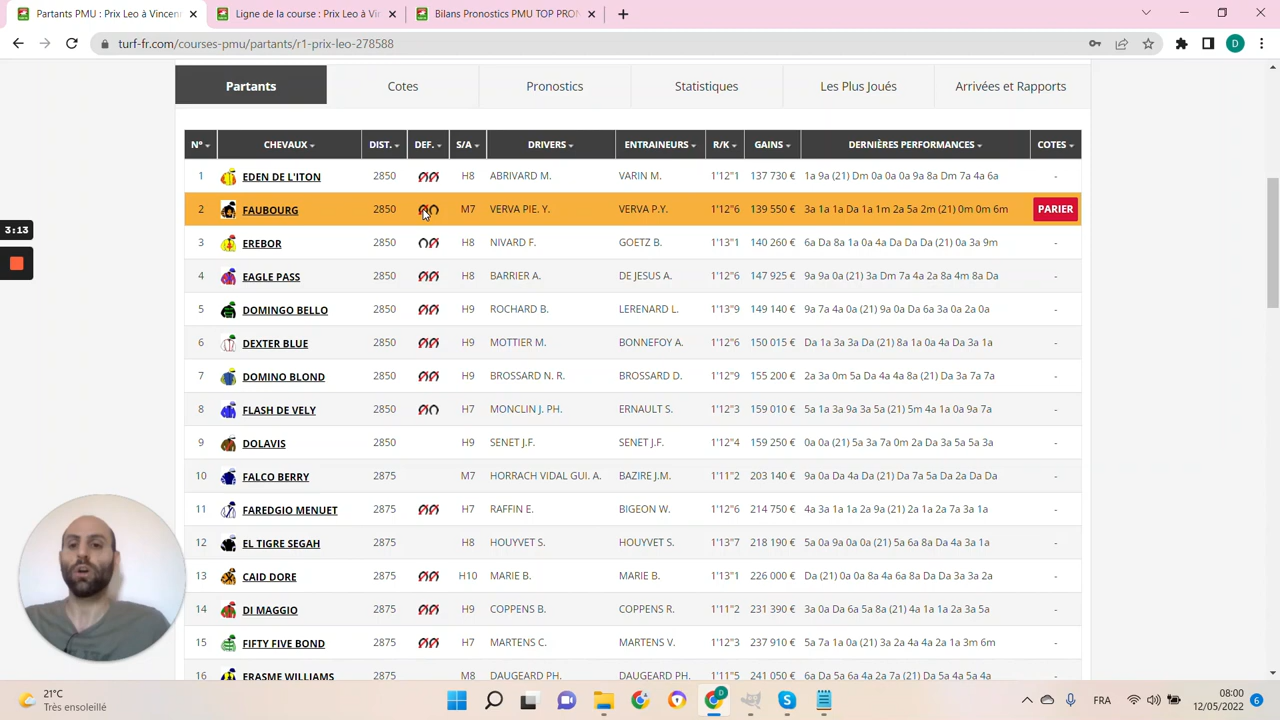 Partants PMU : Prix Leo à Vincenn
Ligne de la course : Prix Leo à Vi
Bilans Pronostics PMU TOP PRON
turf-fr.com/courses-pmu/partants/r1-prix-leo-278588
D
Partants Cotes Pronostics Statistiques Les Plus Joués Arrivées et Rapports
N° CHEVAUX DIST. DEF. S/A DRIVERS ENTRAINEURS R/K GAINS DERNIÈRES PERFORMANCES COTES
1 EDEN DE L'ITON 2850 H8 ABRIVARD M. VARIN M. 1'12"1 137 730 € 1a 9a (21) Dm 0a 0a 0a 9a 8a Dm 7a 4a 6a -
2 FAUBOURG 2850 M7 VERVA PIE. Y. VERVA P.Y. 1'12"6 139 550 € 3a 1a 1a Da 1a 1m 2a 5a 2m (21) 0m 0m 6m PARIER
3:13
3 EREBOR 2850 H8 NIVARD F. GOETZ B. 1'13"1 140 260 € 6a Da 8a 1a 0a 4a Da Da Da (21) 0a 3a 9m -
4 EAGLE PASS 2850 H8 BARRIER A. DE JESUS A. 1'12"6 147 925 € 9a 9a 0a (21) 3a Dm 7a 4a 2a 8a 4m 8a Da -
5 DOMINGO BELLO 2850 H9 ROCHARD B. LERENARD L. 1'13"9 149 140 € 9a 7a 4a 0a (21) 9a 0a Da 6a 3a 0a 2a 0a -
6 DEXTER BLUE 2850 H9 MOTTIER M. BONNEFOY A. 1'12"6 150 015 € Da 1a 3a 3a Da (21) 8a 1a 0a 4a Da 3a 1a -
7 DOMINO BLOND 2850 H9 BROSSARD N. R. BROSSARD D. 1'12"9 155 200 € 2a 3a 0m 5a Da 4a 4a 8a (21) Da 3a 7a 7a -
8 FLASH DE VELY 2850 H7 MONCLIN J. PH. ERNAULT S. 1'12"3 159 010 € 5a 1a 3a 9a 3a 5a (21) 5m 4a 1a 0a 9a 7a -
9 DOLAVIS 2850 H9 SENET J.F. SENET J.F. 1'12"4 159 250 € 0a 0a (21) 5a 3a 7a 0m 2a Da 3a 5a 5a 3a -
10 FALCO BERRY 2875 M7 HORRACH VIDAL GUI. A. BAZIRE J.M. 1'11"2 203 140 € 9a 0a Da 4a Da (21) Da 7a 5a Da 2a Da Da -
11 FAREDGIO MENUET 2875 H7 RAFFIN E. BIGEON W. 1'12"6 214 750 € 4a 3a 1a 1a 2a 9a (21) 2a 1a 7a 3a 1a -
12 EL TIGRE SEGAH 2875 H8 HOUYVET S. HOUYVET S. 1'13"7 218 190 € 5a 0a 9a 0a 0a (21) 5a 6a 8a Da 4a 3a 1a -
13 CAID DORE 2875 H10 MARIE B. MARIE B. 1'13"1 226 000 € Da (21) 0a 0a 8a 4a 6a 8a Da Da 3a 3a 2a -
14 DI MAGGIO 2875 H9 COPPENS B. COPPENS R. 1'11"2 231 390 € 3a 0a Da 6a 5a 8a (21) 4a 1a 1a 2a 3a 5a -
15 FIFTY FIVE BOND 2875 H7 MARTENS C. MARTENS V. 1'12"3 237 910 € 5a 7a 1a 0a (21) 3a 2a 4a 4a 2a 1a 3m 6m -
16 ERASME WILLIAMS 2875 M8 DAUGEARD PH. DAUGEARD PH. 1'11"5 241 050 €
21°C
Très ensoleillé
D
FRA
08:00
12/05/2022
6